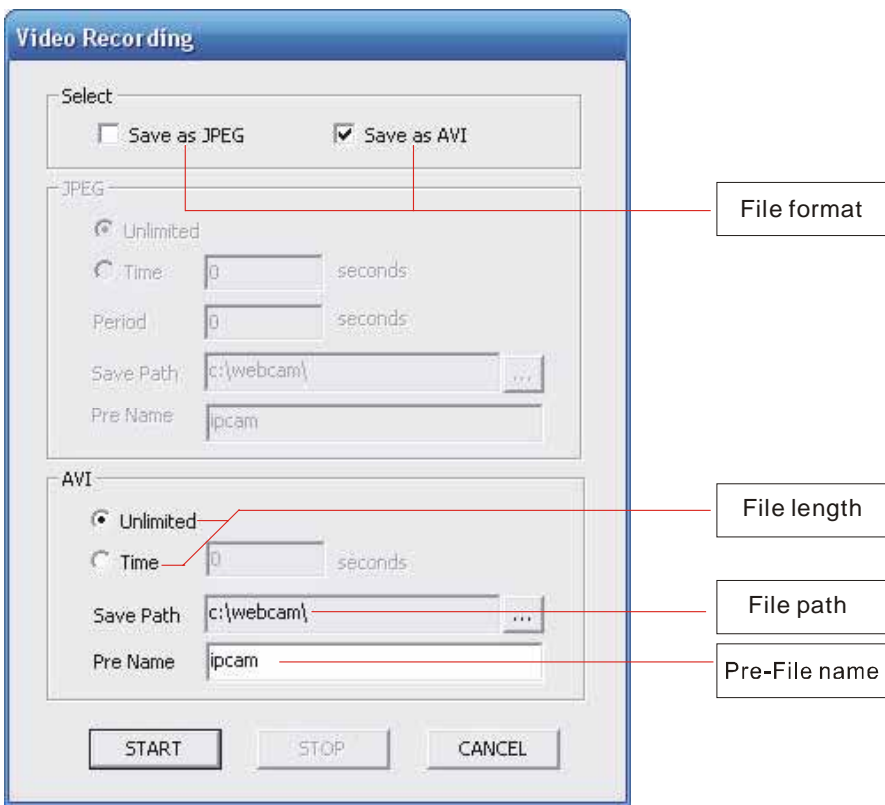 Video Recording
Select
Save as JPEG Save as AVI
File format
JPEG
Unlimited
Time 0 seconds
Period 0 seconds
Save Path c:\webcam\ ...
Pre Name ipcam
AVI
Unlimited
File length
Time 0 seconds
Save Path c:\webcam\ ...
File path
Pre Name ipcam
Pre-File name
START STOP CANCEL